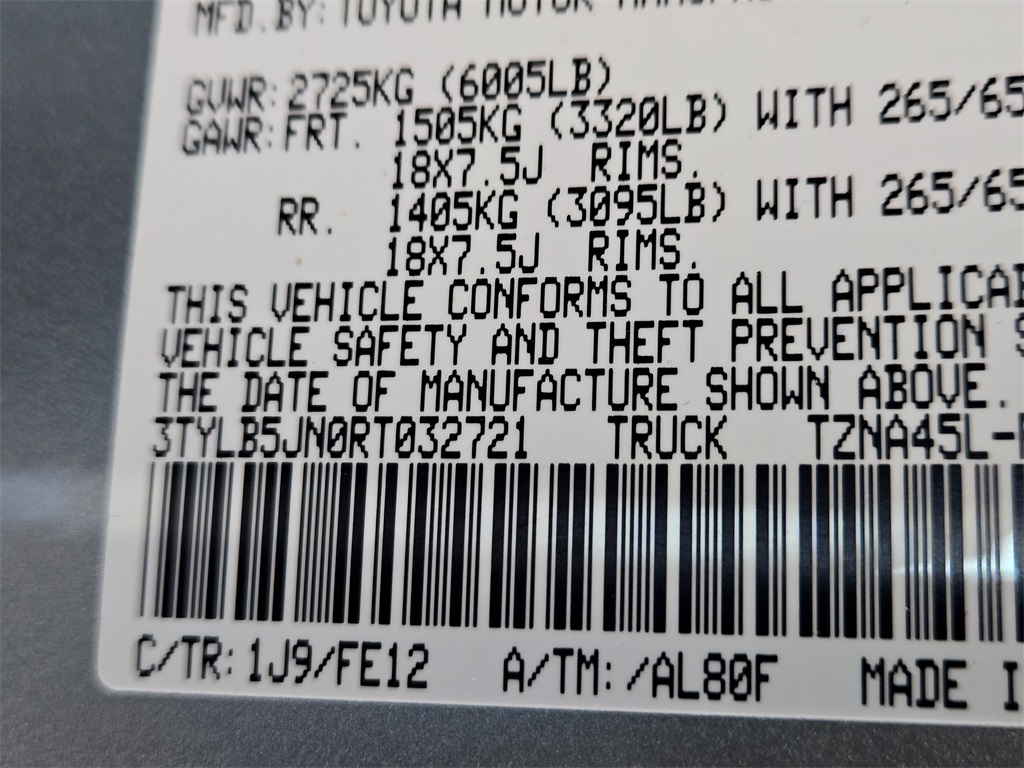 MFD.BY: TOYOTA MOTOR
GVWR: 2725KG (6005LB)
GAWR: FRT. 1505KG (3320LB) WITH 265/65
18X7.5J RIMS.
RR. 1405KG (3095LB) WITH 265/65
18X7.5J RIMS.
THIS VEHICLE CONFORMS TO ALL
VEHICLE SAFETY AND THEFT PREVENTION
THE DATE OF MANUFACTURE SHOWN ABOVE.
3TYLB5JN0RT032721 TRUCK TZNA45L-
C/TR: 1J9/FE12 A/TM: /AL80F MADE